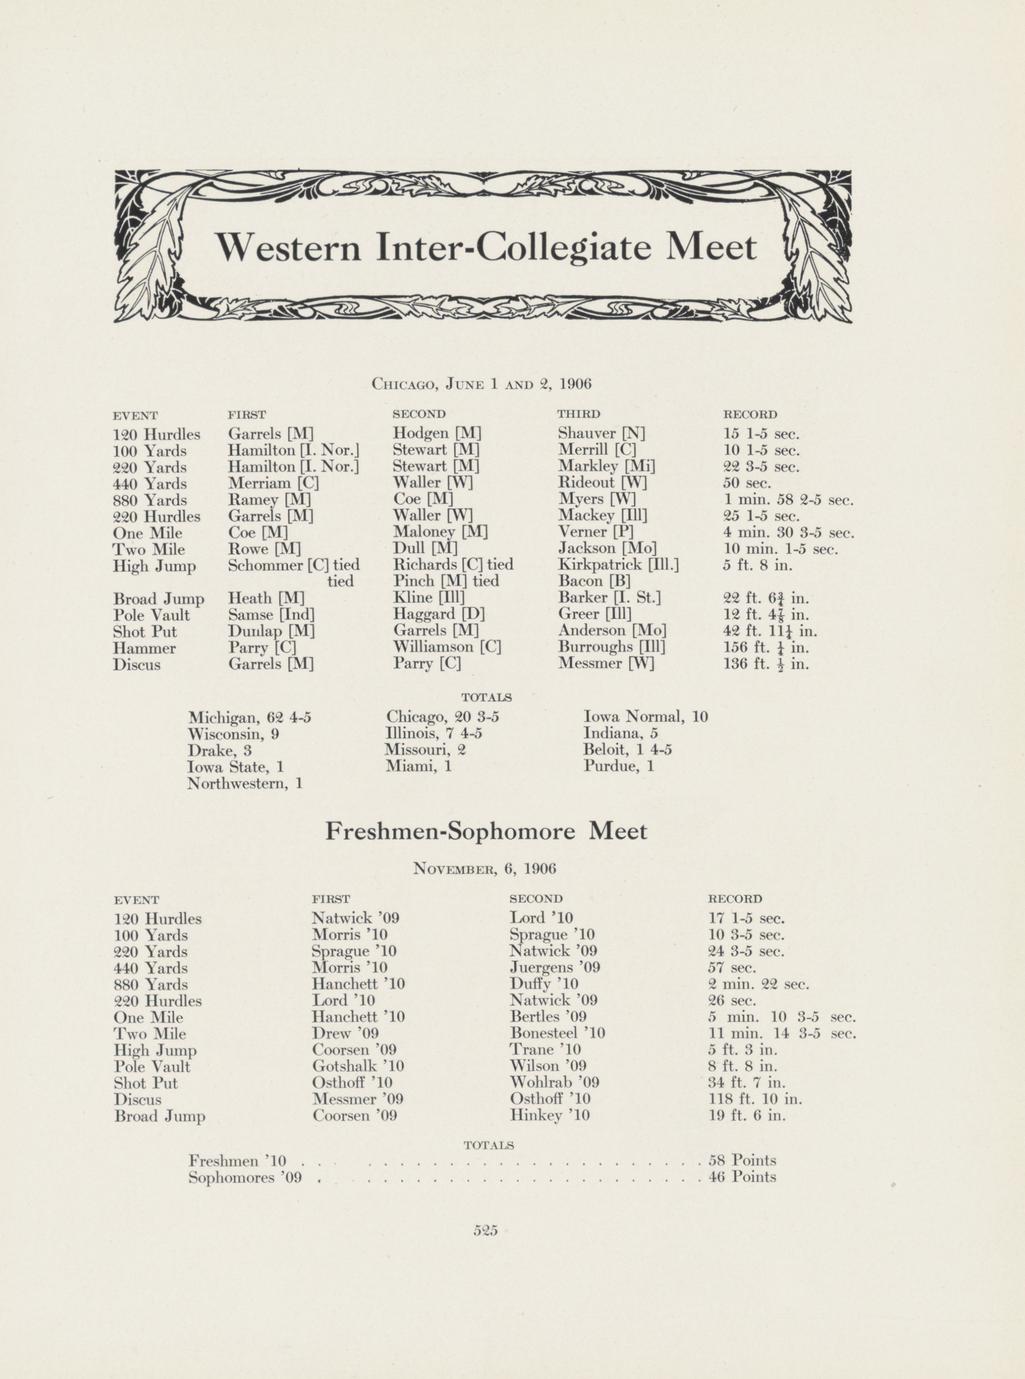 Western Inter-Collegiate Meet
Chicago, June 1 and 2, 1906
EVENT FIRST SECOND THIRD RECORD
120 Hurdles Garrels [M] Hodgen [M] Shauver [N] 15 1-5 sec.
100 Yards Hamilton [I. Nor.] Stewart [M] Merrill [C] 10 1-5 sec.
220 Yards Hamilton [I. Nor.] Stewart [M] Markley [Mi] 22 3-5 sec.
440 Yards Merriam [C] Waller [W] Rideout [W] 50 sec.
880 Yards Ramey [M] Coe [M] Myers [W] 1 min. 58 2-5 sec.
220 Hurdles Garrels [M] Waller [W] Mackey [Ill] 25 1-5 sec.
One Mile Coe [M] Maloney [M] Verner [P] 4 min. 30 3-5 sec.
Two Mile Rowe [M] Dull [M] Jackson [Mo] 10 min. 1-5 sec.
High Jump Schommer [C] tied Richards [C] tied Kirkpatrick [Ill.] 5 ft. 8 in.
tied Pinch [M] tied Bacon [B]
Broad Jump Heath [M] Kline [Ill] Barker [I. St.] 22 ft. 6¾ in.
Pole Vault Samse [Ind] Haggard [D] Greer [Ill] 12 ft. 4⅞ in.
Shot Put Dunlap [M] Garrels [M] Anderson [Mo] 42 ft. 11¼ in.
Hammer Parry [C] Williamson [C] Burroughs [Ill] 156 ft. ¼ in.
Discus Garrels [M] Parry [C] Messmer [W] 136 ft. ½ in.
TOTALS
Michigan, 62 4-5 Chicago, 20 3-5 Iowa Normal, 10
Wisconsin, 9 Illinois, 7 4-5 Indiana, 5
Drake, 3 Missouri, 2 Beloit, 1 4-5
Iowa State, 1 Miami, 1 Purdue, 1
Northwestern, 1
Freshmen-Sophomore Meet
November, 6, 1906
EVENT FIRST SECOND RECORD
120 Hurdles Natwick '09 Lord '10 17 1-5 sec.
100 Yards Morris '10 Sprague '10 10 3-5 sec.
220 Yards Sprague '10 Natwick '09 24 3-5 sec.
440 Yards Morris '10 Juergens '09 57 sec.
880 Yards Hanchett '10 Duffy '10 2 min. 22 sec.
220 Hurdles Lord '10 Natwick '09 26 sec.
One Mile Hanchett '10 Bertles '09 5 min. 10 3-5 sec.
Two Mile Drew '09 Bonesteel '10 11 min. 14 3-5 sec.
High Jump Coorsen '09 Trane '10 5 ft. 3 in.
Pole Vault Gotshalk '10 Wilson '09 8 ft. 8 in.
Shot Put Osthoff '10 Wohlrab '09 34 ft. 7 in.
Discus Messmer '09 Osthoff '10 118 ft. 10 in.
Broad Jump Coorsen '09 Hinkey '10 19 ft. 6 in.
TOTALS
Freshmen '10 . . . . . . . . . . . . . . . . . . . . . . . 58 Points
Sophomores '09 . . . . . . . . . . . . . . . . . . . . . . 46 Points
525